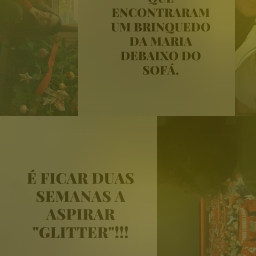 QUE
ENCONTRARAM
UM BRINQUEDO
DA MARIA
DEBAIXO DO
SOFÁ.
É FICAR DUAS
SEMANAS A
ASPIRAR
"GLITTER"!!!